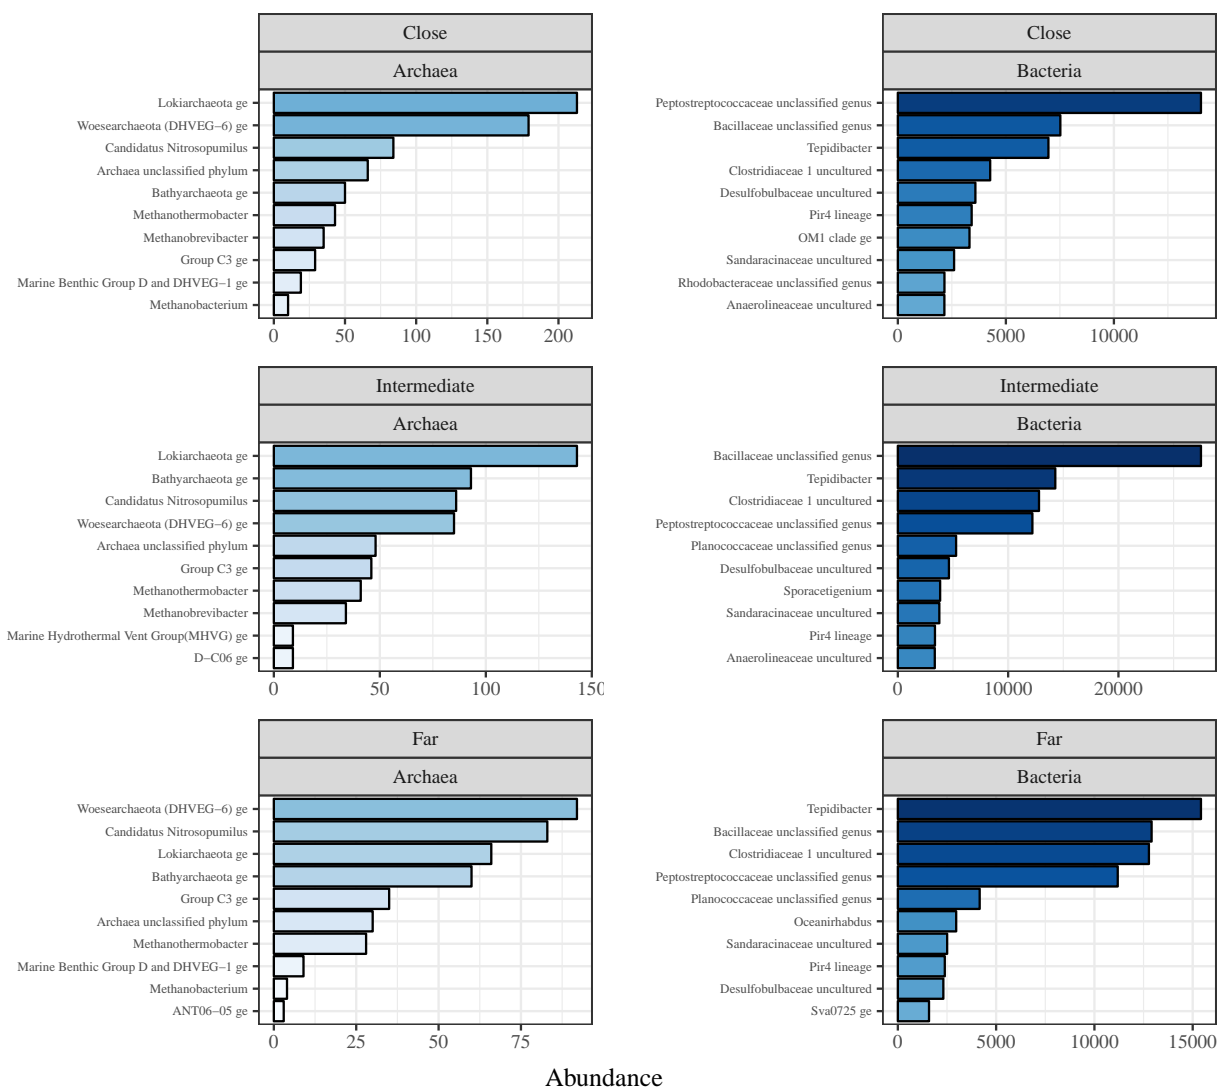 Close
Archaea
Lokiarchaeota ge
Woesearchaeota (DHVEG−6) ge
Candidatus Nitrosopumilus
Archaea unclassified phylum
Bathyarchaeota ge
Methanothermobacter
Methanobrevibacter
Group C3 ge
Marine Benthic Group D and DHVEG−1 ge
Methanobacterium
0 50 100 150 200
Close
Bacteria
Peptostreptococcaceae unclassified genus
Bacillaceae unclassified genus
Tepidibacter
Clostridiaceae 1 uncultured
Desulfobulbaceae uncultured
Pir4 lineage
OM1 clade ge
Sandaracinaceae uncultured
Rhodobacteraceae unclassified genus
Anaerolineaceae uncultured
0 5000 10000
Intermediate
Archaea
Lokiarchaeota ge
Bathyarchaeota ge
Candidatus Nitrosopumilus
Woesearchaeota (DHVEG−6) ge
Archaea unclassified phylum
Group C3 ge
Methanothermobacter
Methanobrevibacter
Marine Hydrothermal Vent Group(MHVG) ge
D−C06 ge
0 50 100 150
Intermediate
Bacteria
Bacillaceae unclassified genus
Tepidibacter
Clostridiaceae 1 uncultured
Peptostreptococcaceae unclassified genus
Planococcaceae unclassified genus
Desulfobulbaceae uncultured
Sporacetigenium
Sandaracinaceae uncultured
Pir4 lineage
Anaerolineaceae uncultured
0 10000 20000
Far
Archaea
Woesearchaeota (DHVEG−6) ge
Candidatus Nitrosopumilus
Lokiarchaeota ge
Bathyarchaeota ge
Group C3 ge
Archaea unclassified phylum
Methanothermobacter
Marine Benthic Group D and DHVEG−1 ge
Methanobacterium
ANT06−05 ge
0 25 50 75
Far
Bacteria
Tepidibacter
Bacillaceae unclassified genus
Clostridiaceae 1 uncultured
Peptostreptococcaceae unclassified genus
Planococcaceae unclassified genus
Oceanirhabdus
Sandaracinaceae uncultured
Pir4 lineage
Desulfobulbaceae uncultured
Sva0725 ge
0 5000 10000 15000
Abundance